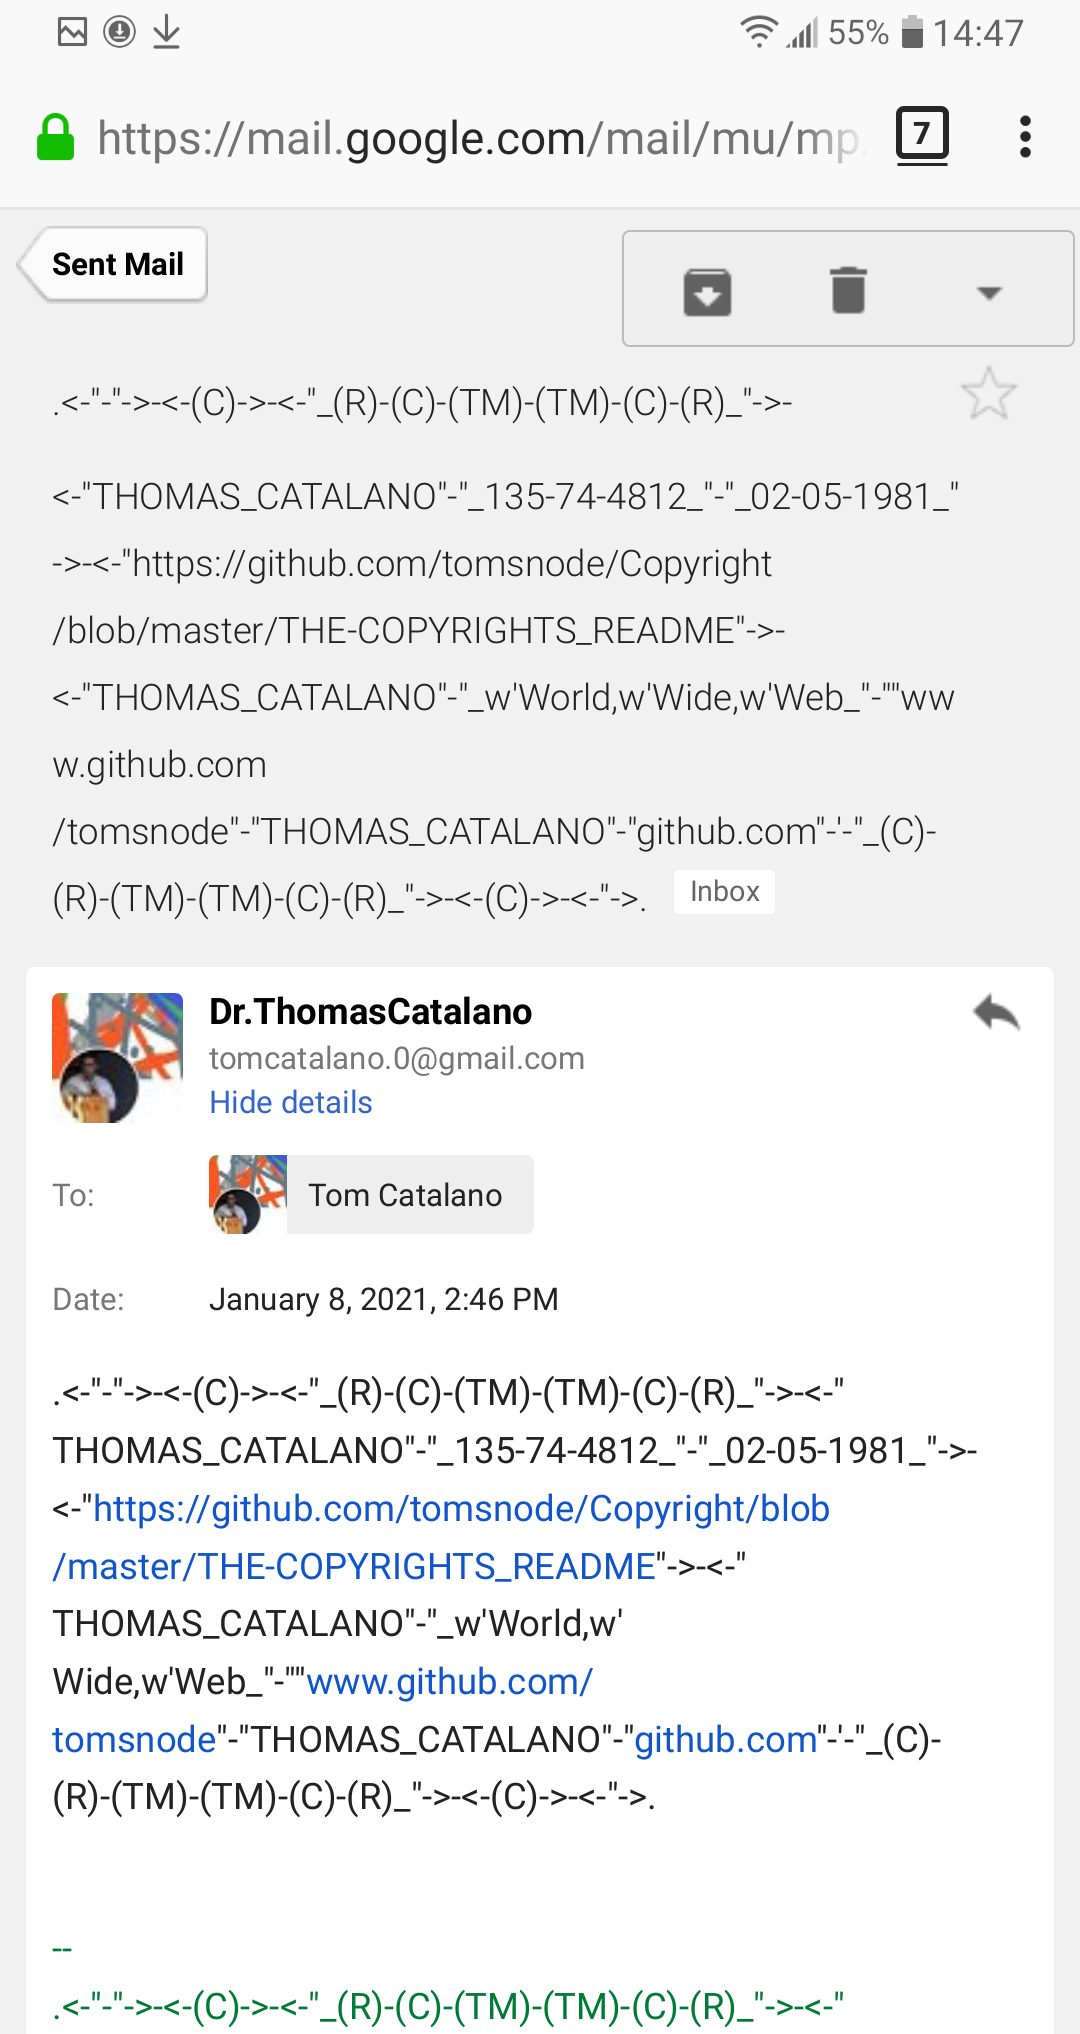 55% 14:47
https://mail.google.com/mail/mu/mp
7
Sent Mail
.<-"-"->-<-(C)->-<-"_(R)-(C)-(TM)-(TM)-(C)-(R)_"->-
<-"THOMAS_CATALANO"-"_135-74-4812_"-"_02-05-1981_"
->-<-"https://github.com/tomsnode/Copyright
/blob/master/THE-COPYRIGHTS_README"->-
<-"THOMAS_CATALANO"-"_w'World,w'Wide,w'Web_"-""ww
w.github.com
/tomsnode"-"THOMAS_CATALANO"-"github.com"-'-"_(C)-
(R)-(TM)-(TM)-(C)-(R)_"->-<-(C)->-<-"->. Inbox
Dr.ThomasCatalano
tomcatalano.0@gmail.com
Hide details
To: Tom Catalano
Date: January 8, 2021, 2:46 PM
.<-"-"->-<-(C)->-<-"_(R)-(C)-(TM)-(TM)-(C)-(R)_"->-<-"
THOMAS_CATALANO"-"_135-74-4812_"-"_02-05-1981_"->-
<-"https://github.com/tomsnode/Copyright/blob
/master/THE-COPYRIGHTS_README"->-<-"
THOMAS_CATALANO"-"_w'World,w'
Wide,w'Web_"-""www.github.com/
tomsnode"-"THOMAS_CATALANO"-"github.com"-'-"_(C)-
(R)-(TM)-(TM)-(C)-(R)_"->-<-(C)->-<-"->.
--
.<-"-"->-<-(C)->-<-"_(R)-(C)-(TM)-(TM)-(C)-(R)_"->-<-"